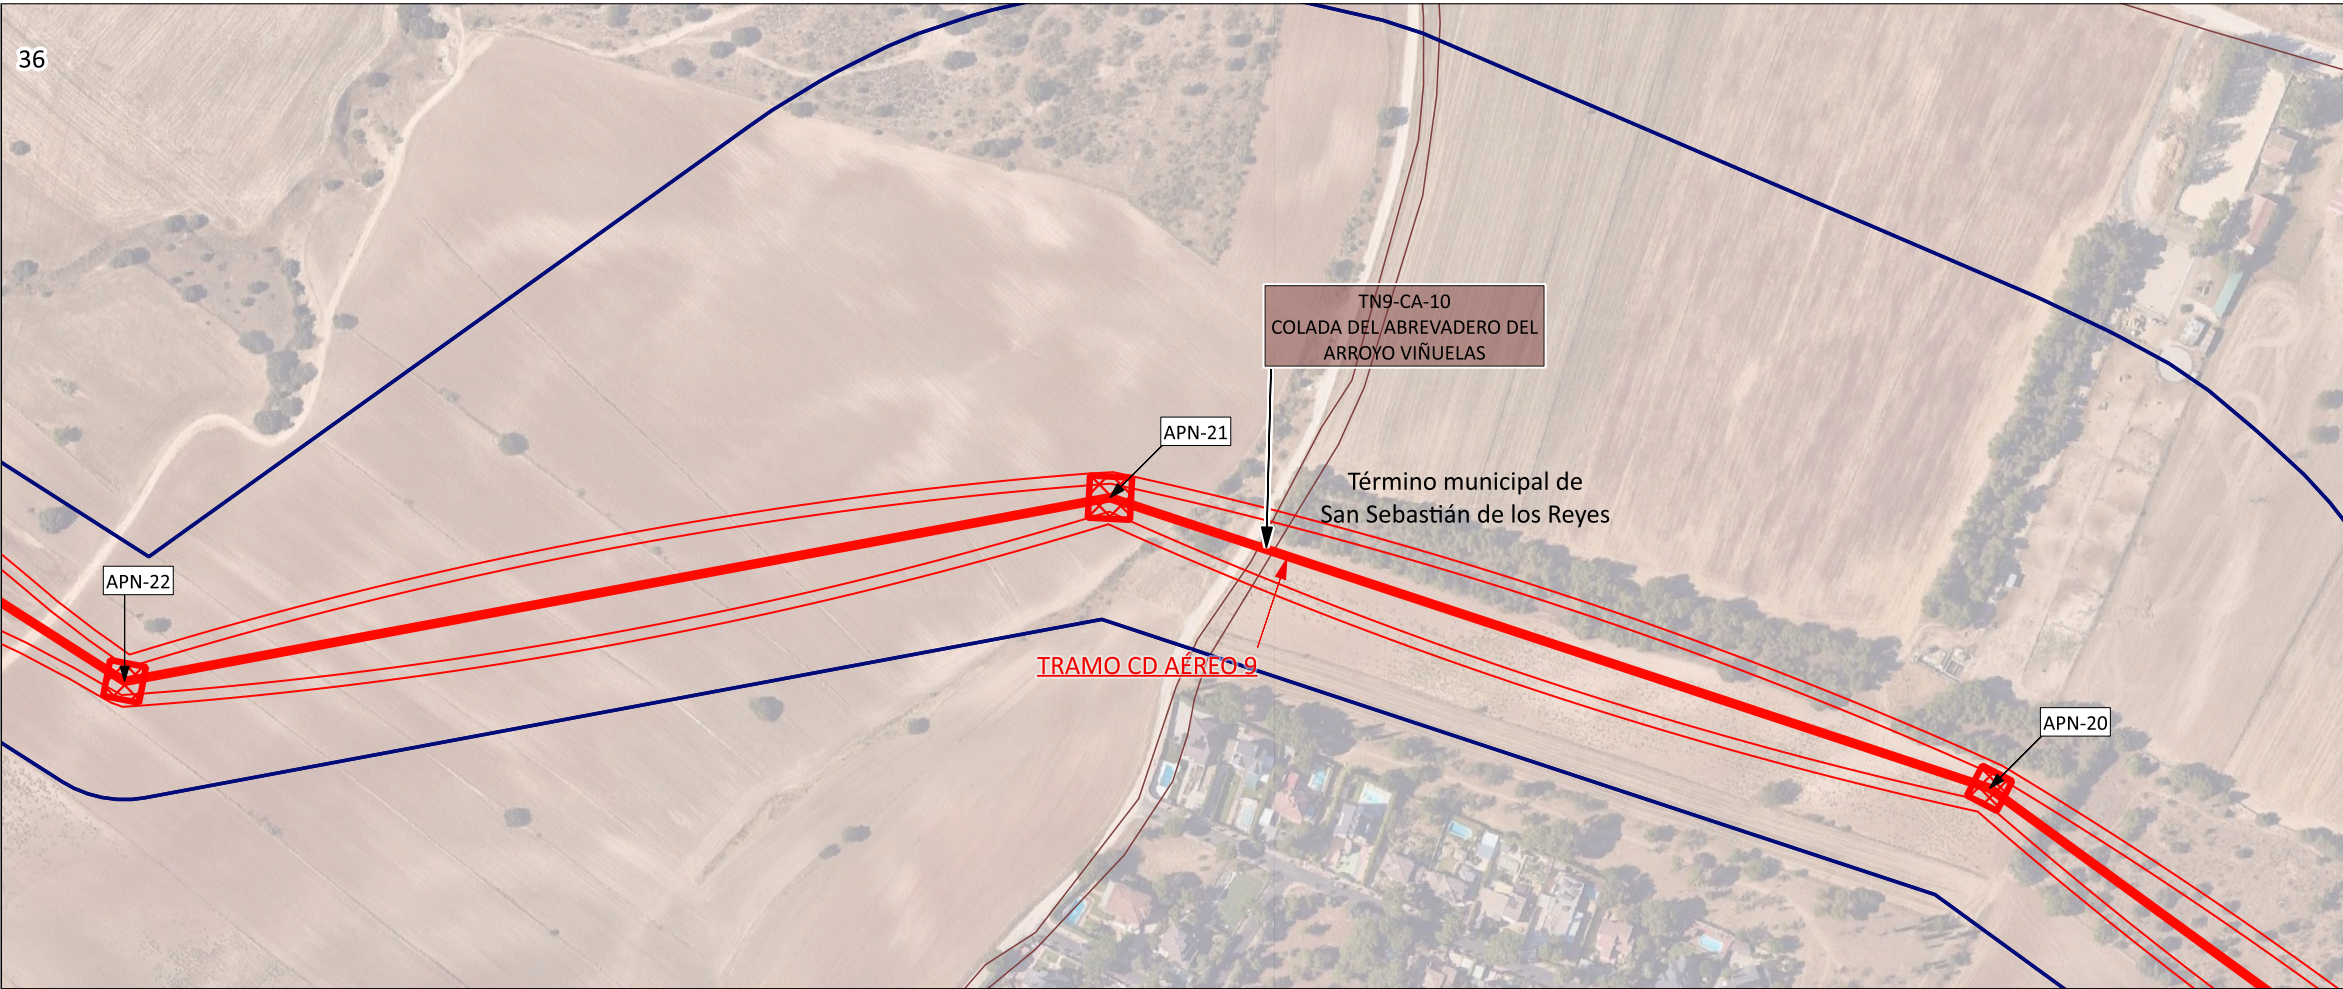 36
TN9-CA-10
COLADA DEL ABREVADERO DEL
ARROYO VIÑUELAS
APN-21
Término municipal de
San Sebastián de los Reyes
APN-22
TRAMO CD AÉREO 9
APN-20